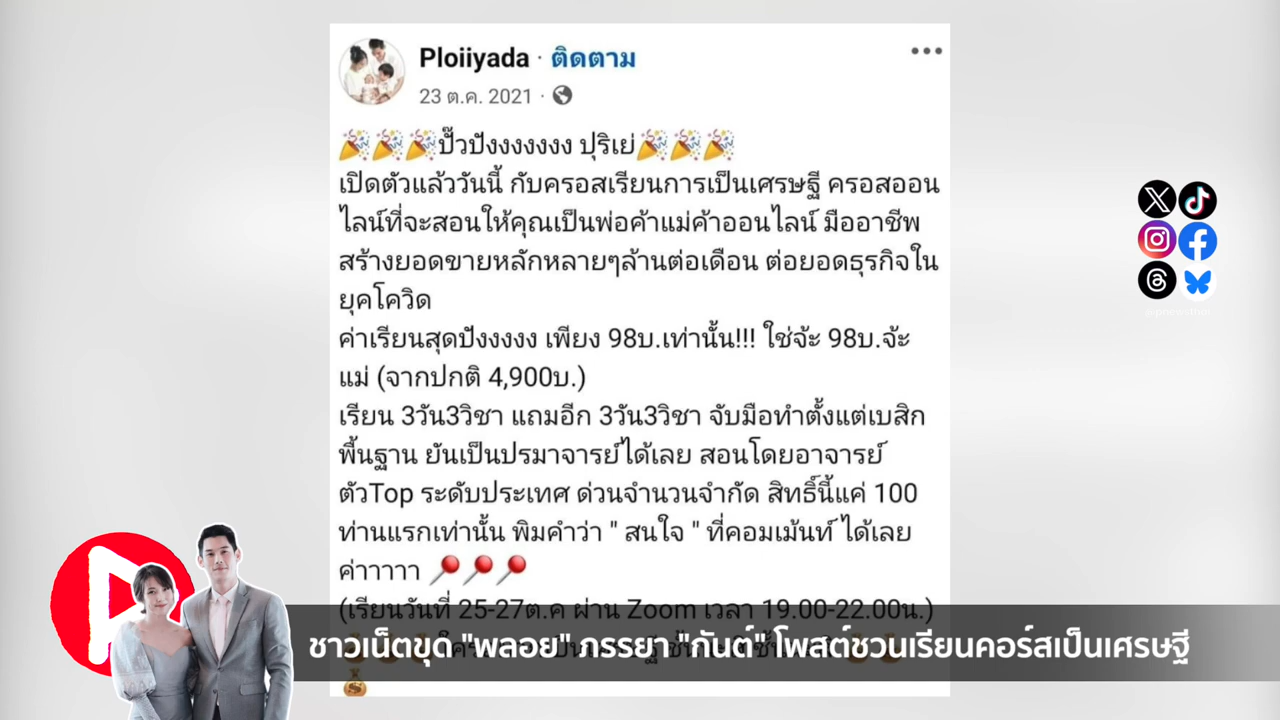 Ploiiyada · ติดตาม
23 ต.ค. 2021 ·
🎉🎉🎉ปั๊วปังงงงงงง ปุริเย่🎉🎉🎉
เปิดตัวแล้ววันนี้ กับครอสเรียนการเป็นเศรษฐี ครอสออน
ไลน์ที่จะสอนให้คุณเป็นพ่อค้าแม่ค้าออนไลน์ มืออาชีพ
สร้างยอดขายหลักหลายๆล้านต่อเดือน ต่อยอดธุรกิจใน
ยุคโควิด
ค่าเรียนสุดปังงงงง เพียง 98บ.เท่านั้น!!! ใช่จ้ะ 98บ.จ้ะ
แม่ (จากปกติ 4,900บ.)
เรียน 3วัน3วิชา แถมอีก 3วัน3วิชา จับมือทำตั้งแต่เบสิก
พื้นฐาน ยันเป็นปรมาจารย์ได้เลย สอนโดยอาจารย์
ตัวTop ระดับประเทศ ด่วนจำนวนจำกัด สิทธิ์นี้แค่ 100
ท่านแรกเท่านั้น พิมคำว่า " สนใจ " ที่คอมเม้นท์ ได้เลย
ค่าาาาา 📍📍📍
(เรียนวันที่ 25-27ต.ค ผ่าน Zoom เวลา 19.00-22.00น.)
ชาวเน็ตขุด "พลอย" ภรรยา "กันต์" โพสต์ชวนเรียนคอร์สเป็นเศรษฐี